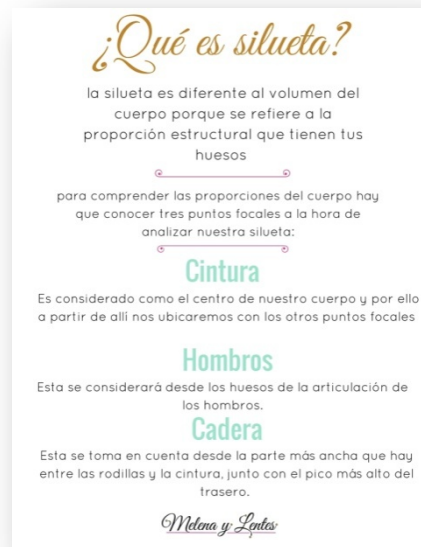 ¿Qué es silueta?
la silueta es diferente al volumen del
cuerpo porque se refiere a la
proporción estructural que tienen tus
huesos
para comprender las proporciones del cuerpo hay
que conocer tres puntos focales a la hora de
analizar nuestra silueta:
Cintura
Es considerado como el centro de nuestro cuerpo y por ello
a partir de allí nos ubicaremos con los otros puntos focales
Hombros
Esta se considerará desde los huesos de la articulación de
los hombros.
Cadera
Esta se toma en cuenta desde la parte más ancha que hay
entre las rodillas y la cintura, junto con el pico más alto del
trasero.
Melena y Lentes